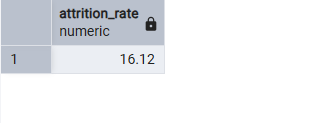 attrition_rate
numeric
1
16.12